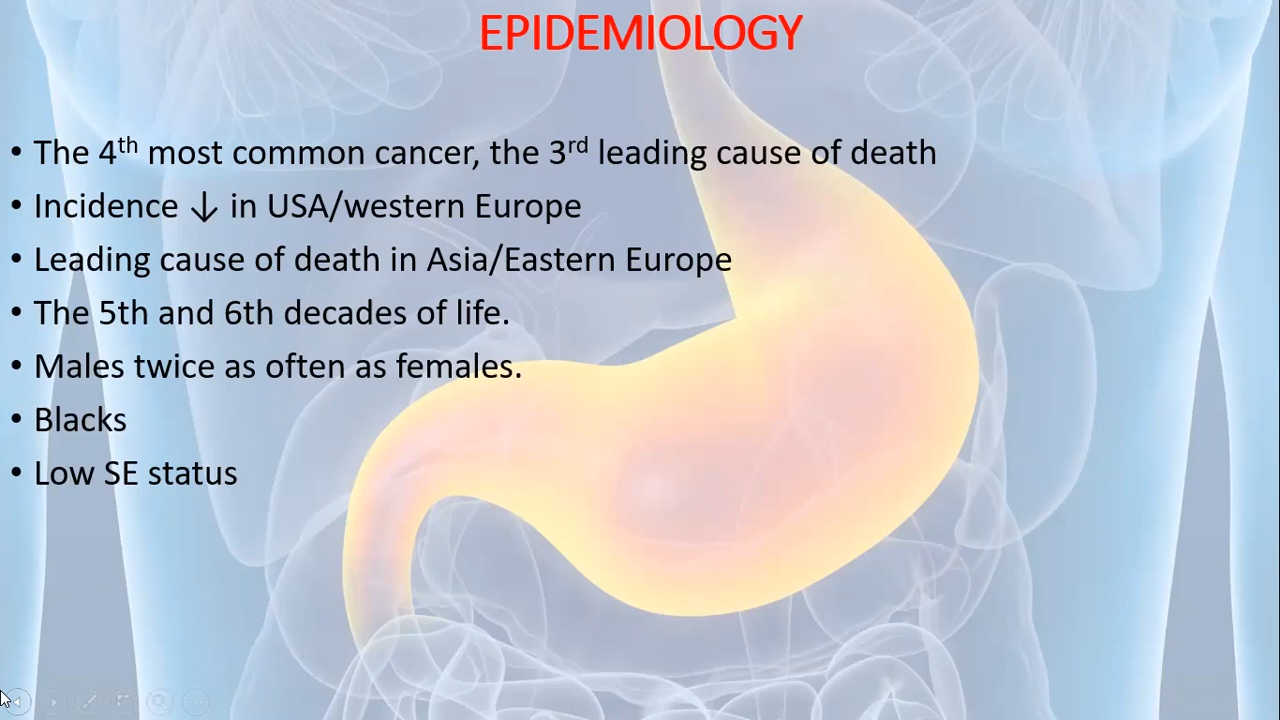 EPIDEMIOLOGY
• The 4th most common cancer, the 3rd leading cause of death
• Incidence ↓ in USA/western Europe
• Leading cause of death in Asia/Eastern Europe
• The 5th and 6th decades of life.
• Males twice as often as females.
• Blacks
• Low SE status